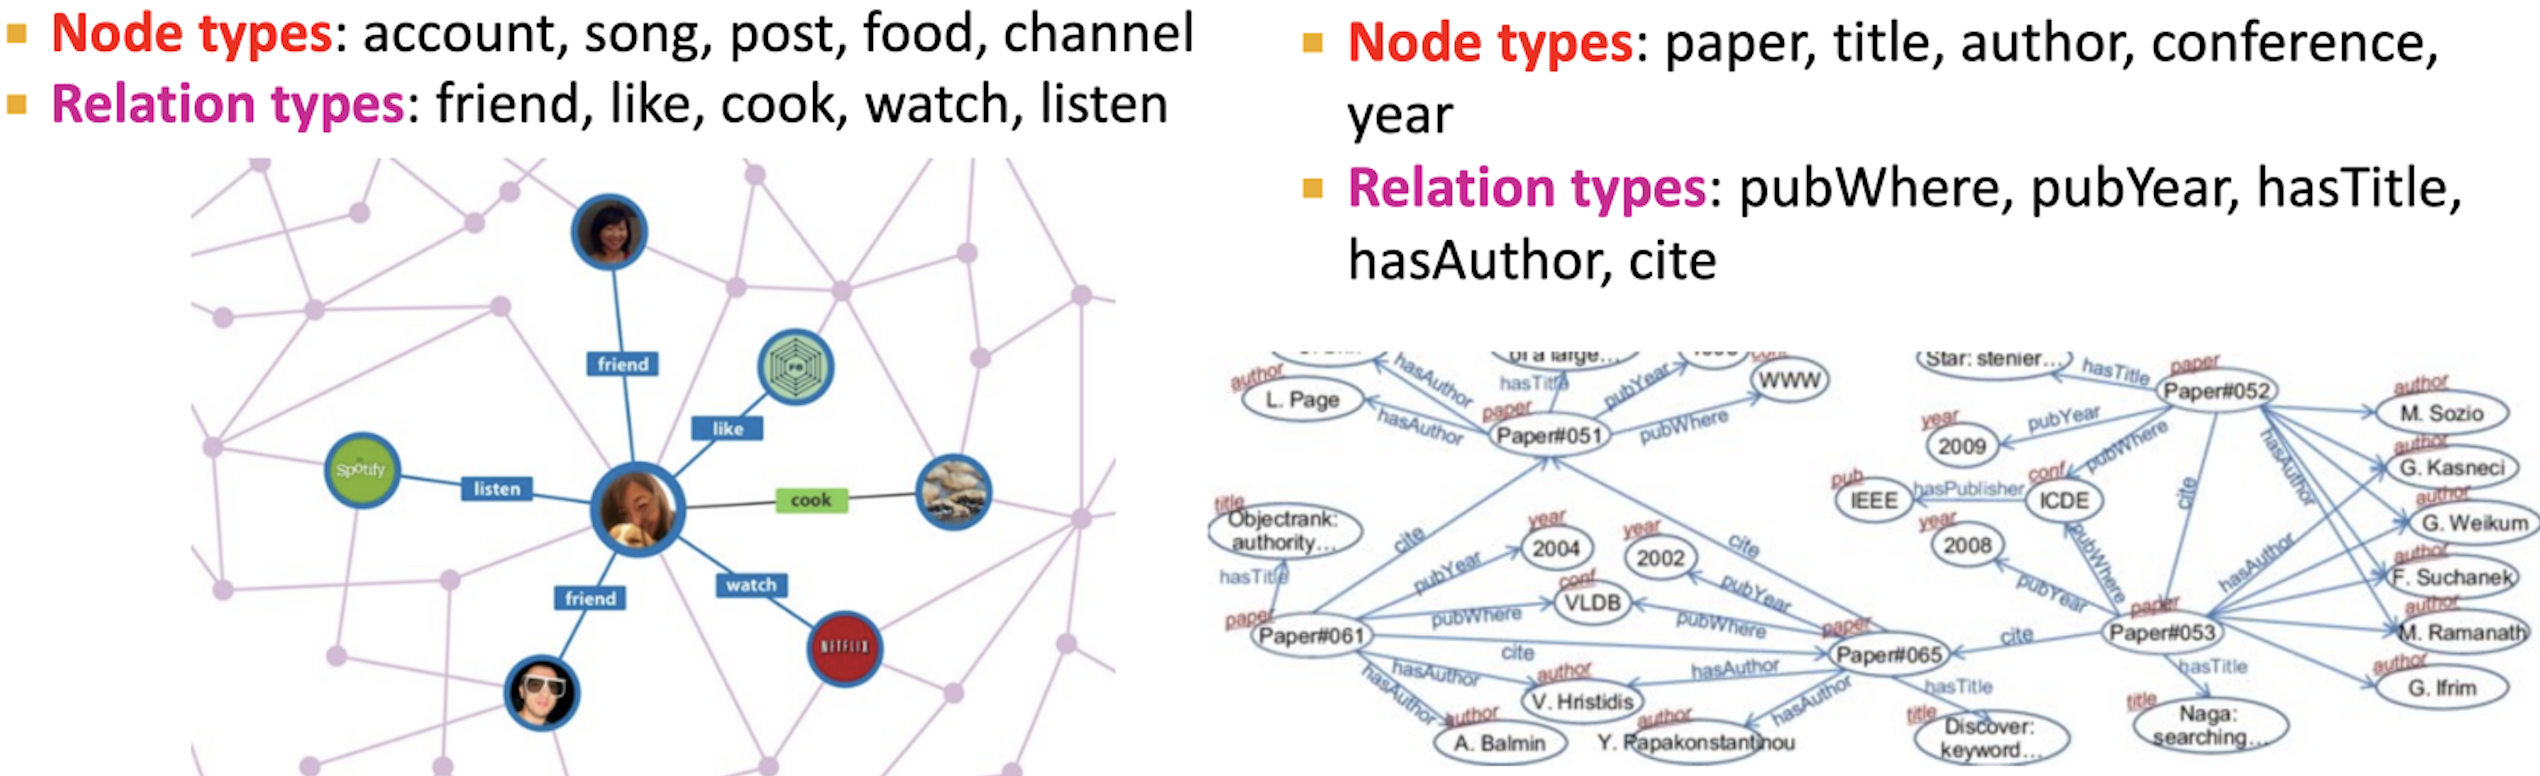 Node types: account, song, post, food, channel
Relation types: friend, like, cook, watch, listen
friend
like
Spotify
listen
cook
friend
watch
NETFLIX
Node types: paper, title, author, conference,
year
Relation types: pubWhere, pubYear, hasTitle,
hasAuthor, cite
of a large...
author
L. Page
hasAuthor
hasAuthor
hasTitle
pubYear
WWW
paper
Paper#051
pubWhere
Star: stenier...
hasTitle
paper
Paper#052
author
M. Sozio
year
2009
pubYear
pubWhere
hasAuthor
author
G. Kasneci
pub
IEEE
hasPublisher
conf
ICDE
cite
author
G. Weikum
title
Objectrank:
authority...
hasTitle
cite
year
2004
year
2002
cite
year
2008
pubWhere
hasAuthor
author
F. Suchanek
pubYear
conf
VLDB
pubYear
pubYear
paper
Paper#061
pubWhere
pubWhere
paper
Paper#065
cite
paper
Paper#053
author
M. Ramanath
cite
hasAuthor
hasAuthor
author
V. Hristidis
hasAuthor
hasAuthor
hasTitle
hasTitle
author
G. Ifrim
author
A. Balmin
author
Y. Papakonstantinou
title
Discover:
keyword...
title
Naga:
searching...